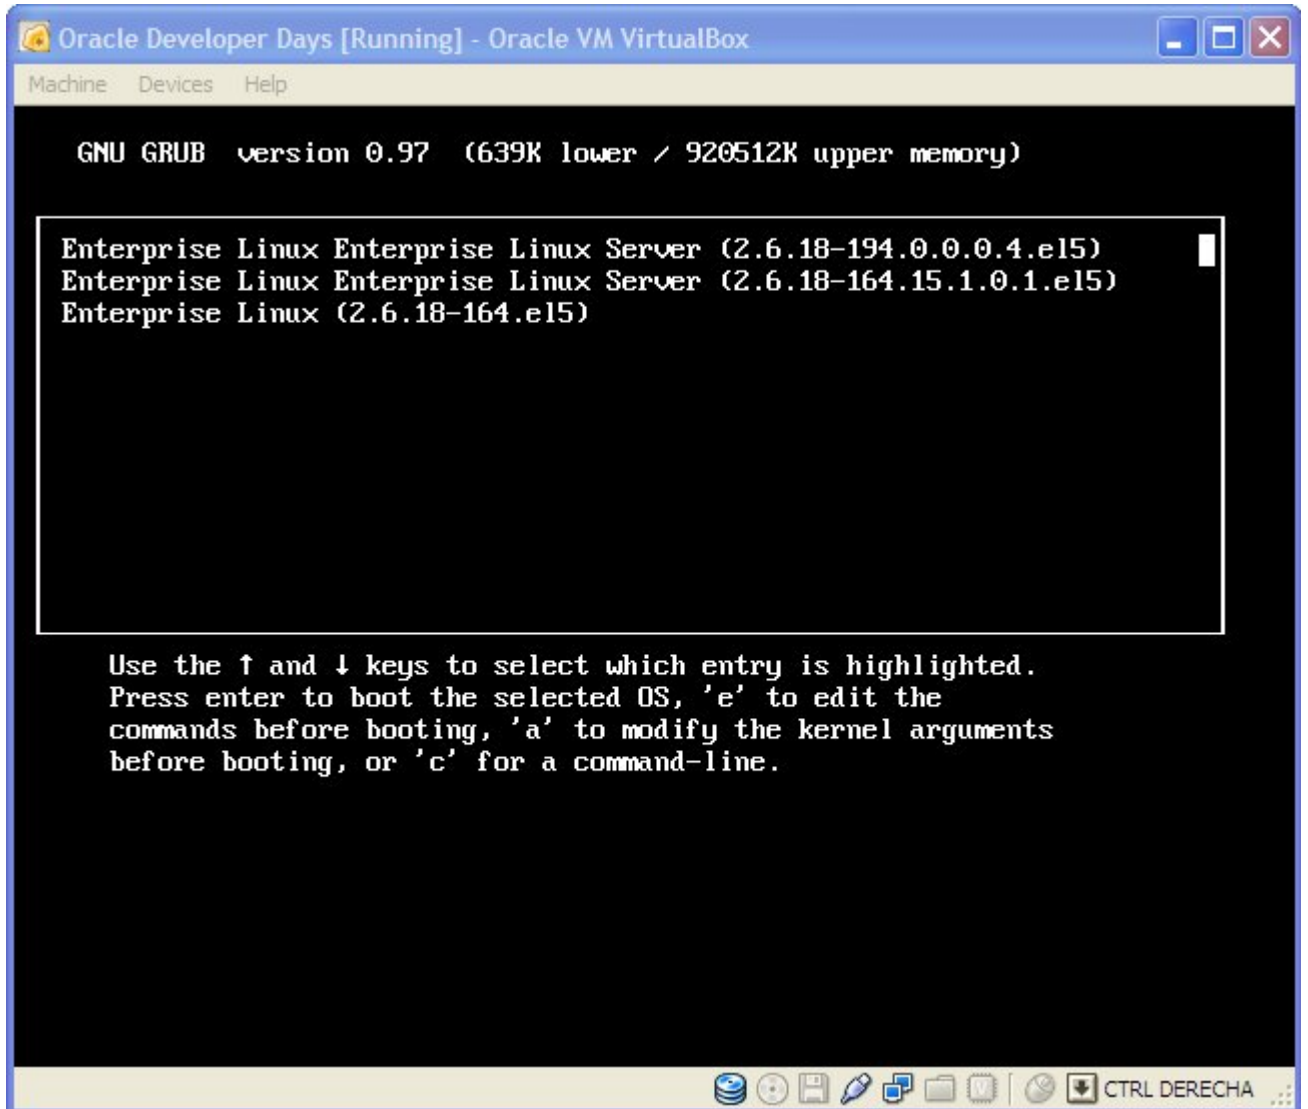 Oracle Developer Days [Running] - Oracle VM VirtualBox
Machine Devices Help
GNU GRUB version 0.97 (639K lower / 920512K upper memory)
Enterprise Linux Enterprise Linux Server (2.6.18-194.0.0.0.4.el5)
Enterprise Linux Enterprise Linux Server (2.6.18-164.15.1.0.1.el5)
Enterprise Linux (2.6.18-164.el5)
Use the ↑ and ↓ keys to select which entry is highlighted.
Press enter to boot the selected OS, 'e' to edit the
commands before booting, 'a' to modify the kernel arguments
before booting, or 'c' for a command-line.
CTRL DERECHA